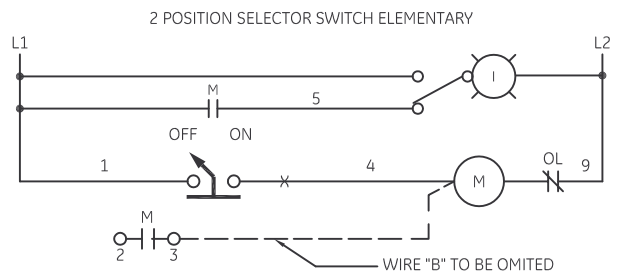 2 POSITION SELECTOR SWITCH ELEMENTARY
L1
L2
I
M
5
OFF ON
1
4
X
M
OL
9
M
2
3
WIRE "B" TO BE OMITED